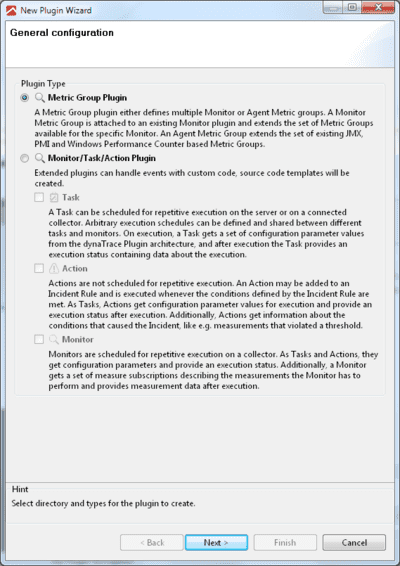 New Plugin Wizard
General configuration
Plugin Type
Metric Group Plugin
A Metric Group plugin either defines multiple Monitor or Agent Metric groups. A Monitor
Metric Group is attached to an existing Monitor plugin and extends the set of Metric Groups
available for the specific Monitor. An Agent Metric Group extends the set of existing JMX,
PMI and Windows Performance Counter based Metric Groups.
Monitor/Task/Action Plugin
Extended plugins can handle events with custom code, source code templates will be
created.
Task
A Task can be scheduled for repetitive execution on the server or on a connected
collector. Arbitrary execution schedules can be defined and shared between different
tasks and monitors. On execution, a Task gets a set of configuration parameter values
from the dynaTrace Plugin architecture, and after execution the Task provides an
execution status containing data about the execution.
Action
Actions are not scheduled for repetitive execution. An Action may be added to an
Incident Rule and is executed whenever the conditions defined by the Incident Rule are
met. As Tasks, Actions get configuration parameter values for execution and provide an
execution status after execution. Additionally, Actions get information about the
conditions that caused the Incident, like e.g. measurements that violated a threshold.
Monitor
Monitors are scheduled for repetitive execution on a collector. As Tasks and Actions, they
get configuration parameters and provide an execution status. Additionally, a Monitor
gets a set of measure subscriptions describing the measurements the Monitor has to
perform and provides measurement data after execution.
Hint
Select directory and types for the plugin to create.
< Back
Next >
Finish
Cancel